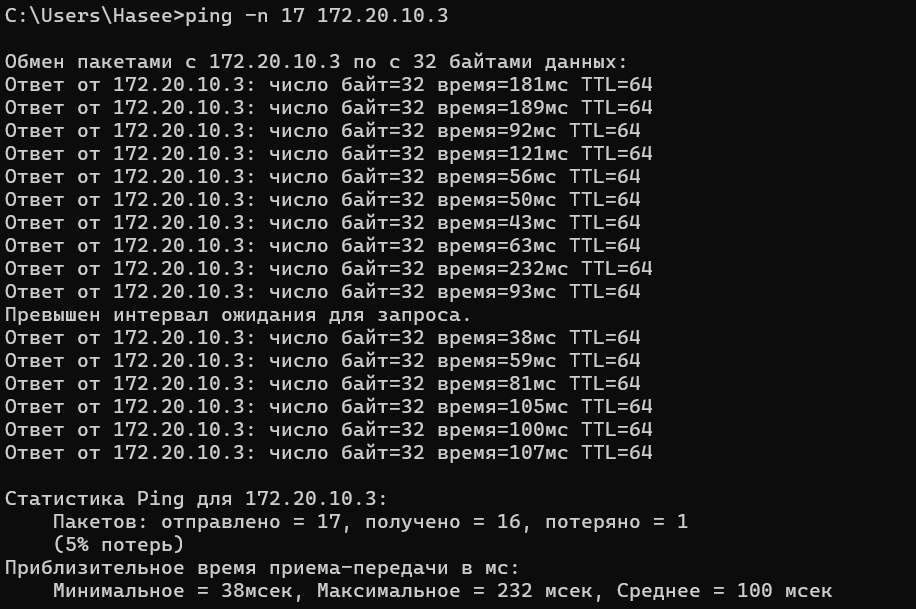 C:\Users\Hasee>ping -n 17 172.20.10.3
Обмен пакетами с 172.20.10.3 по с 32 байтами данных:
Ответ от 172.20.10.3: число байт=32 время=181мс TTL=64
Ответ от 172.20.10.3: число байт=32 время=189мс TTL=64
Ответ от 172.20.10.3: число байт=32 время=92мс TTL=64
Ответ от 172.20.10.3: число байт=32 время=121мс TTL=64
Ответ от 172.20.10.3: число байт=32 время=56мс TTL=64
Ответ от 172.20.10.3: число байт=32 время=50мс TTL=64
Ответ от 172.20.10.3: число байт=32 время=43мс TTL=64
Ответ от 172.20.10.3: число байт=32 время=63мс TTL=64
Ответ от 172.20.10.3: число байт=32 время=232мс TTL=64
Ответ от 172.20.10.3: число байт=32 время=93мс TTL=64
Превышен интервал ожидания для запроса.
Ответ от 172.20.10.3: число байт=32 время=38мс TTL=64
Ответ от 172.20.10.3: число байт=32 время=59мс TTL=64
Ответ от 172.20.10.3: число байт=32 время=81мс TTL=64
Ответ от 172.20.10.3: число байт=32 время=105мс TTL=64
Ответ от 172.20.10.3: число байт=32 время=100мс TTL=64
Ответ от 172.20.10.3: число байт=32 время=107мс TTL=64
Статистика Ping для 172.20.10.3:
Пакетов: отправлено = 17, получено = 16, потеряно = 1
(5% потерь)
Приблизительное время приема-передачи в мс:
Минимальное = 38мсек, Максимальное = 232 мсек, Среднее = 100 мсек